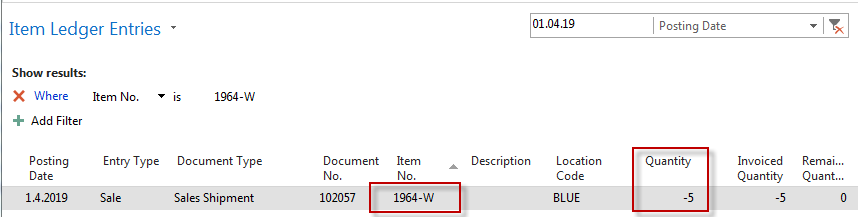 Item Ledger Entries
01.04.19 Posting Date
Show results:
Where Item No. is 1964-W
Add Filter
Posting Date Entry Type Document Type Document No. Item No. Description Location Code Quantity Invoiced Quantity Remai... Quant...
1.4.2019 Sale Sales Shipment 102057 1964-W BLUE -5 -5 0